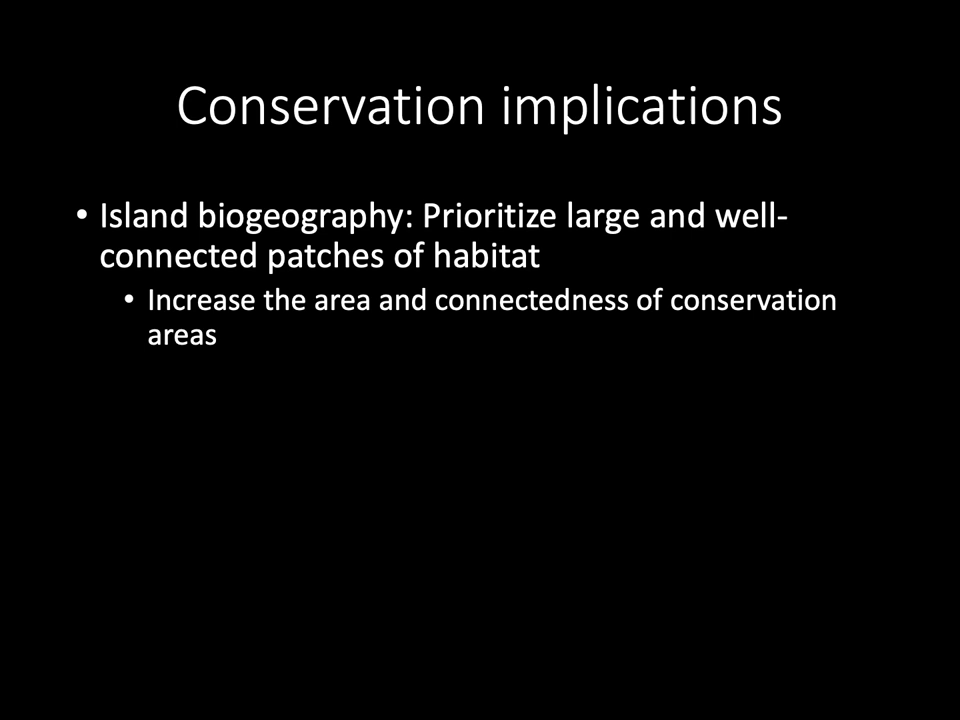 Conservation implications
• Island biogeography: Prioritize large and well-
connected patches of habitat
• Increase the area and connectedness of conservation
areas